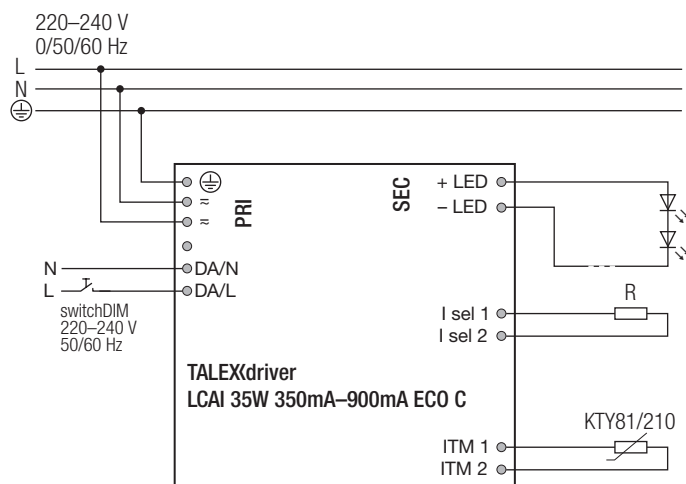 220–240 V
0/50/60 Hz
L
N
+ LED
– LED
SEC
PRI
≂
≂
N
DA/N
L
DA/L
switchDIM
220–240 V
50/60 Hz
I sel 1
I sel 2
R
TALEXXdriver
LCAI 35W 350mA–900mA ECO C
KTY81/210
ITM 1
ITM 2